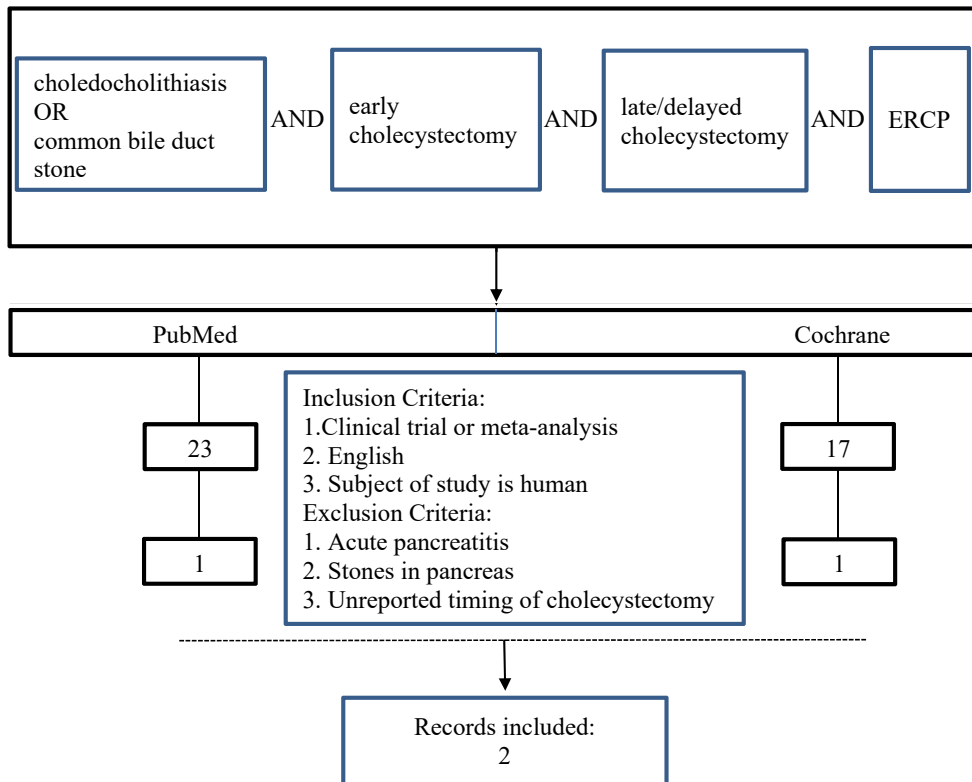 choledocholithiasis
OR
common bile duct
stone
AND
early
cholecystectomy
AND
late/delayed
cholecystectomy
AND
ERCP
PubMed
Cochrane
23
1
Inclusion Criteria:
1.Clinical trial or meta-analysis
2. English
3. Subject of study is human
Exclusion Criteria:
1. Acute pancreatitis
2. Stones in pancreas
3. Unreported timing of cholecystectomy
17
1
Records included:
2